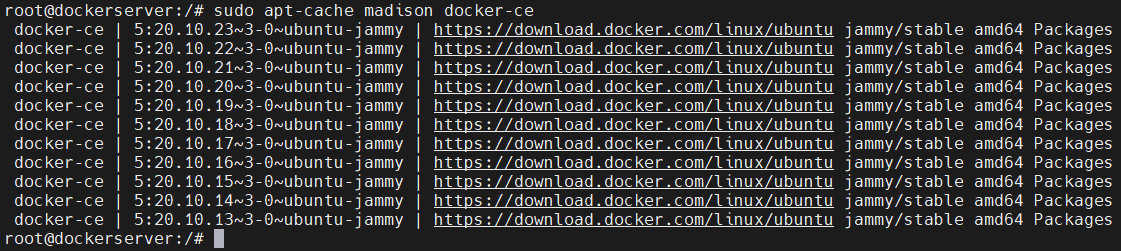 root@dockerserver:/# sudo apt-cache madison docker-ce
 docker-ce | 5:20.10.23~3-0~ubuntu-jammy | https://download.docker.com/linux/ubuntu jammy/stable amd64 Packages
 docker-ce | 5:20.10.22~3-0~ubuntu-jammy | https://download.docker.com/linux/ubuntu jammy/stable amd64 Packages
 docker-ce | 5:20.10.21~3-0~ubuntu-jammy | https://download.docker.com/linux/ubuntu jammy/stable amd64 Packages
 docker-ce | 5:20.10.20~3-0~ubuntu-jammy | https://download.docker.com/linux/ubuntu jammy/stable amd64 Packages
 docker-ce | 5:20.10.19~3-0~ubuntu-jammy | https://download.docker.com/linux/ubuntu jammy/stable amd64 Packages
 docker-ce | 5:20.10.18~3-0~ubuntu-jammy | https://download.docker.com/linux/ubuntu jammy/stable amd64 Packages
 docker-ce | 5:20.10.17~3-0~ubuntu-jammy | https://download.docker.com/linux/ubuntu jammy/stable amd64 Packages
 docker-ce | 5:20.10.16~3-0~ubuntu-jammy | https://download.docker.com/linux/ubuntu jammy/stable amd64 Packages
 docker-ce | 5:20.10.15~3-0~ubuntu-jammy | https://download.docker.com/linux/ubuntu jammy/stable amd64 Packages
 docker-ce | 5:20.10.14~3-0~ubuntu-jammy | https://download.docker.com/linux/ubuntu jammy/stable amd64 Packages
 docker-ce | 5:20.10.13~3-0~ubuntu-jammy | https://download.docker.com/linux/ubuntu jammy/stable amd64 Packages
root@dockerserver:/#